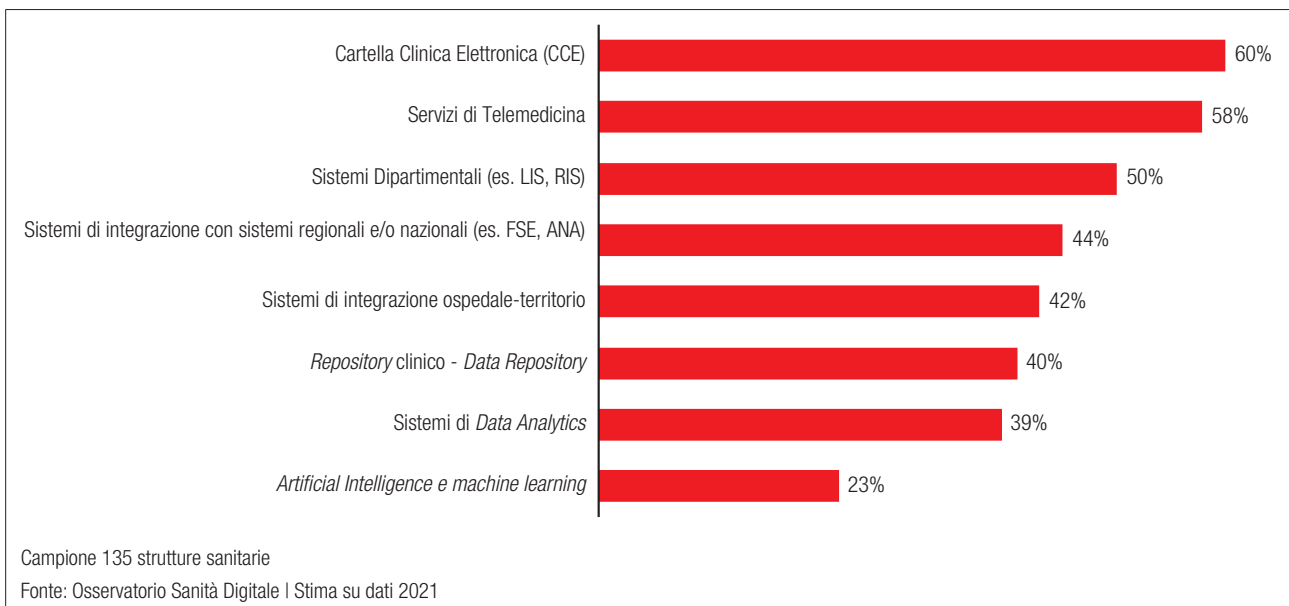 Cartella Clinica Elettronica (CCE) 60%
Servizi di Telemedicina 58%
Sistemi Dipartimentali (es. LIS, RIS) 50%
Sistemi di integrazione con sistemi regionali e/o nazionali (es. FSE, ANA) 44%
Sistemi di integrazione ospedale-territorio 42%
Repository clinico - Data Repository 40%
Sistemi di Data Analytics 39%
Artificial Intelligence e machine learning 23%
Campione 135 strutture sanitarie
Fonte: Osservatorio Sanità Digitale | Stima su dati 2021